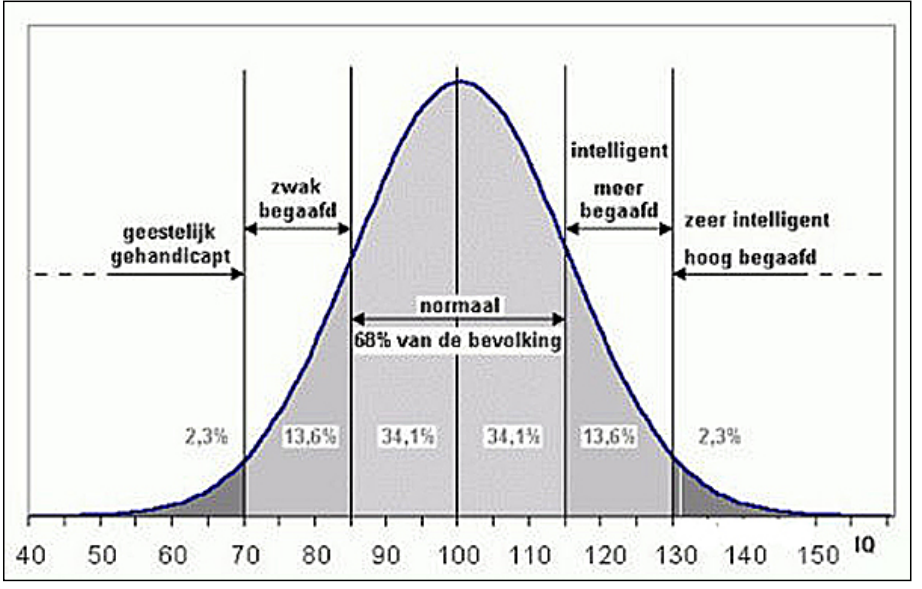 intelligent
zwak
begaafd
meer
begaafd
zeer intelligent
geestelijk
gehandicapt
hoog begaafd
normaal
68% van de bevolking
2,3%
13,6%
34,1%
34,1%
13,6%
2,3%
40 50 60 70 80 90 100 110 120 130 140 150 IQ